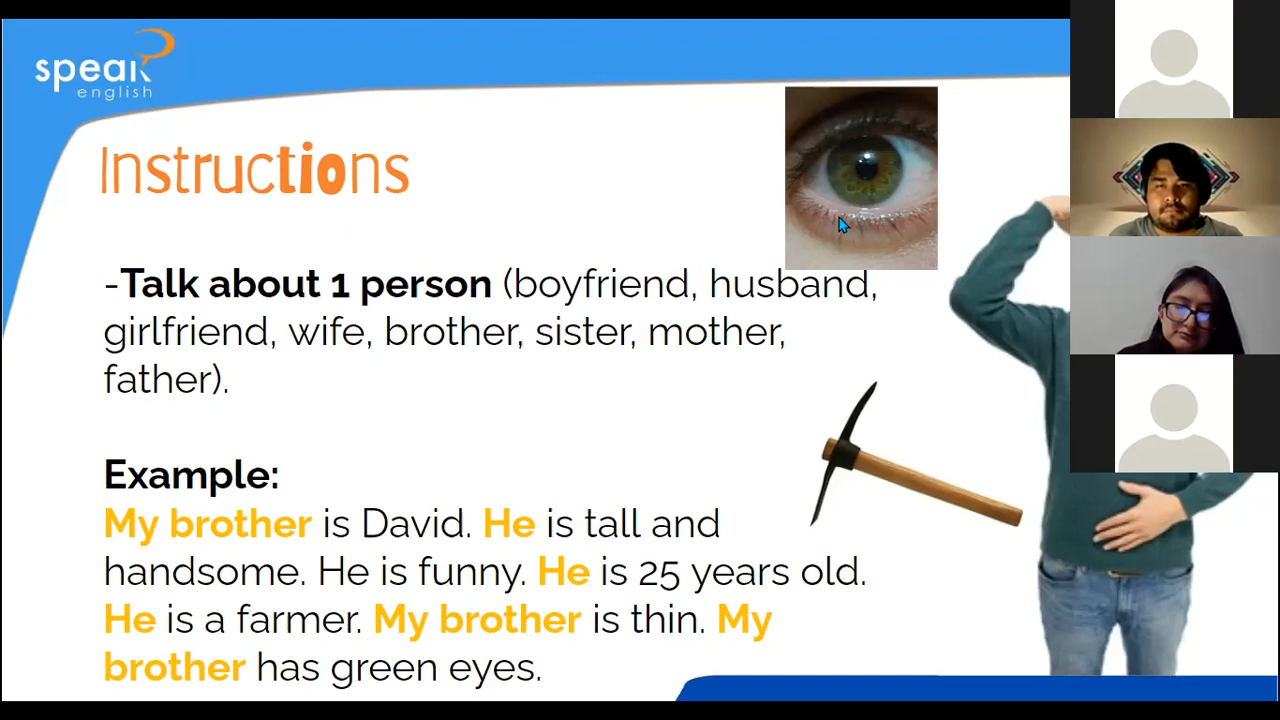 speak
english
Instructions
-Talk about 1 person (boyfriend, husband,
girlfriend, wife, brother, sister, mother,
father).
Example:
My brother is David. He is tall and
handsome. He is funny. He is 25 years old.
He is a farmer. My brother is thin. My
brother has green eyes.